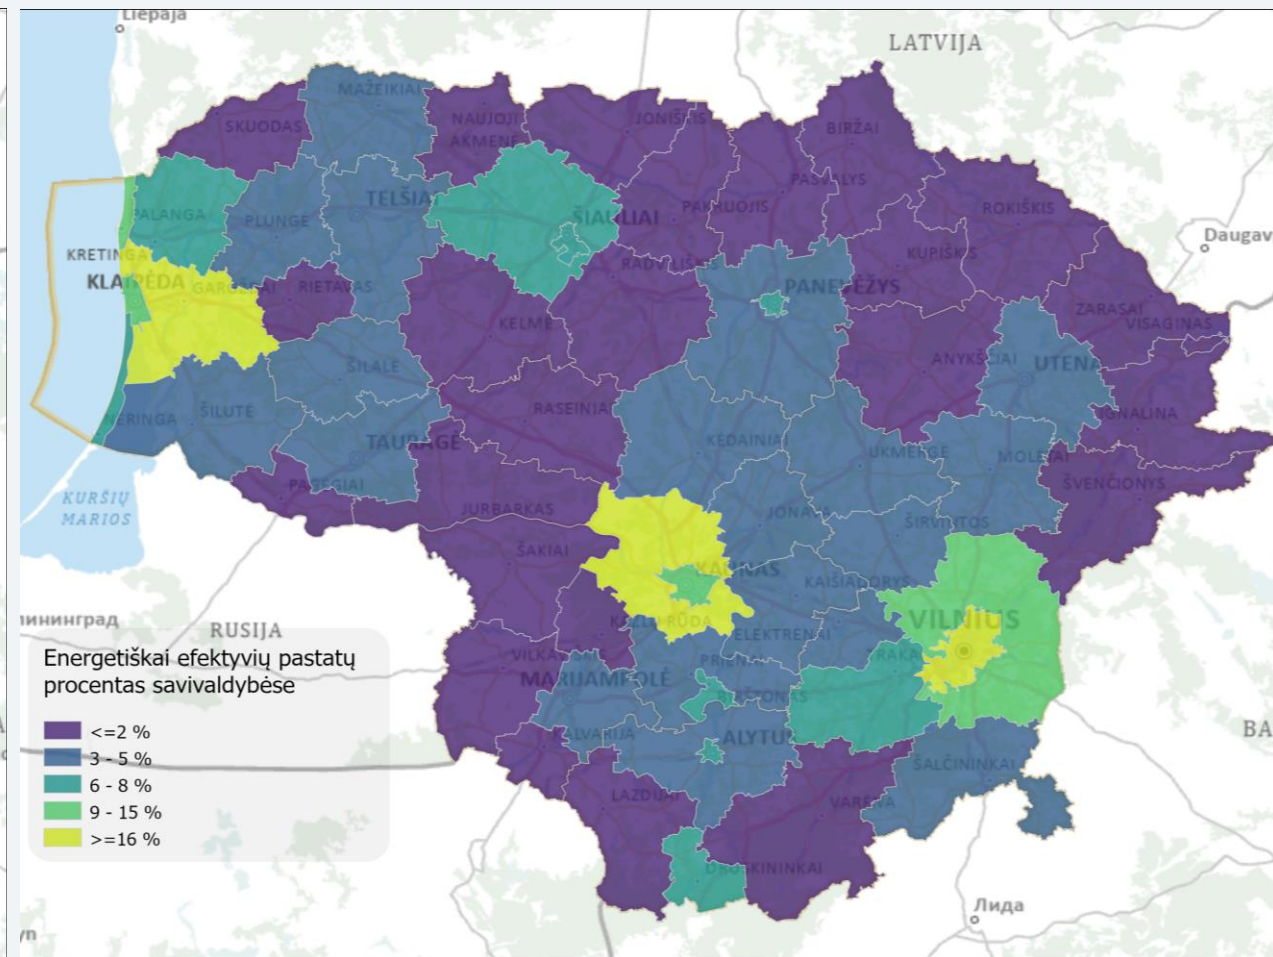 Liepaja
LATVIJA
MAŽEIKIAI
SKUODAS
NAUJOJI
AKMENĖ
JONIŠKIS
BIRŽAI
PASVALYS
TELŠIAI
PALANGA
PLUNGĖ
ŠIAULIAI
PAKRUOJIS
ROKIŠKIS
Daugav
KRETINGA
KLAIPĖDA
GARGŽDAI
RIETAVAS
RADVILIŠKIS
KUPIŠKIS
PANEVĖŽYS
KELMĖ
ZARASAI
VISAGINAS
ŠILALĖ
ANYKŠČIAI
UTENA
NERINGA
ŠILUTĖ
RASEINIAI
IGNALINA
TAURAGĖ
KĖDAINIAI
UKMERGĖ
MOLĖTAI
PAGĖGIAI
ŠVENČIONYS
KURŠIŲ
MARIOS
JURBARKAS
JONAVA
ŠIRVINTOS
ŠAKIAI
KAUNAS
KAIŠIADORYS
лининград
RUSIJA
KAZLŲ RŪDA
ELEKTRĖNAI
VILNIUS
VILKAVIŠKIS
PRIENAI
TRAKAI
MARIJAMPOLĖ
BIRŠTONAS
KALVARIJA
ALYTUS
BA
ŠALČININKAI
LAZDIJAI
VARĖNA
DRUSKININKAI
Лида
Energetiškai efektyvių pastatų
procentas savivaldybėse
<=2 %
3 - 5 %
6 - 8 %
9 - 15 %
>=16 %